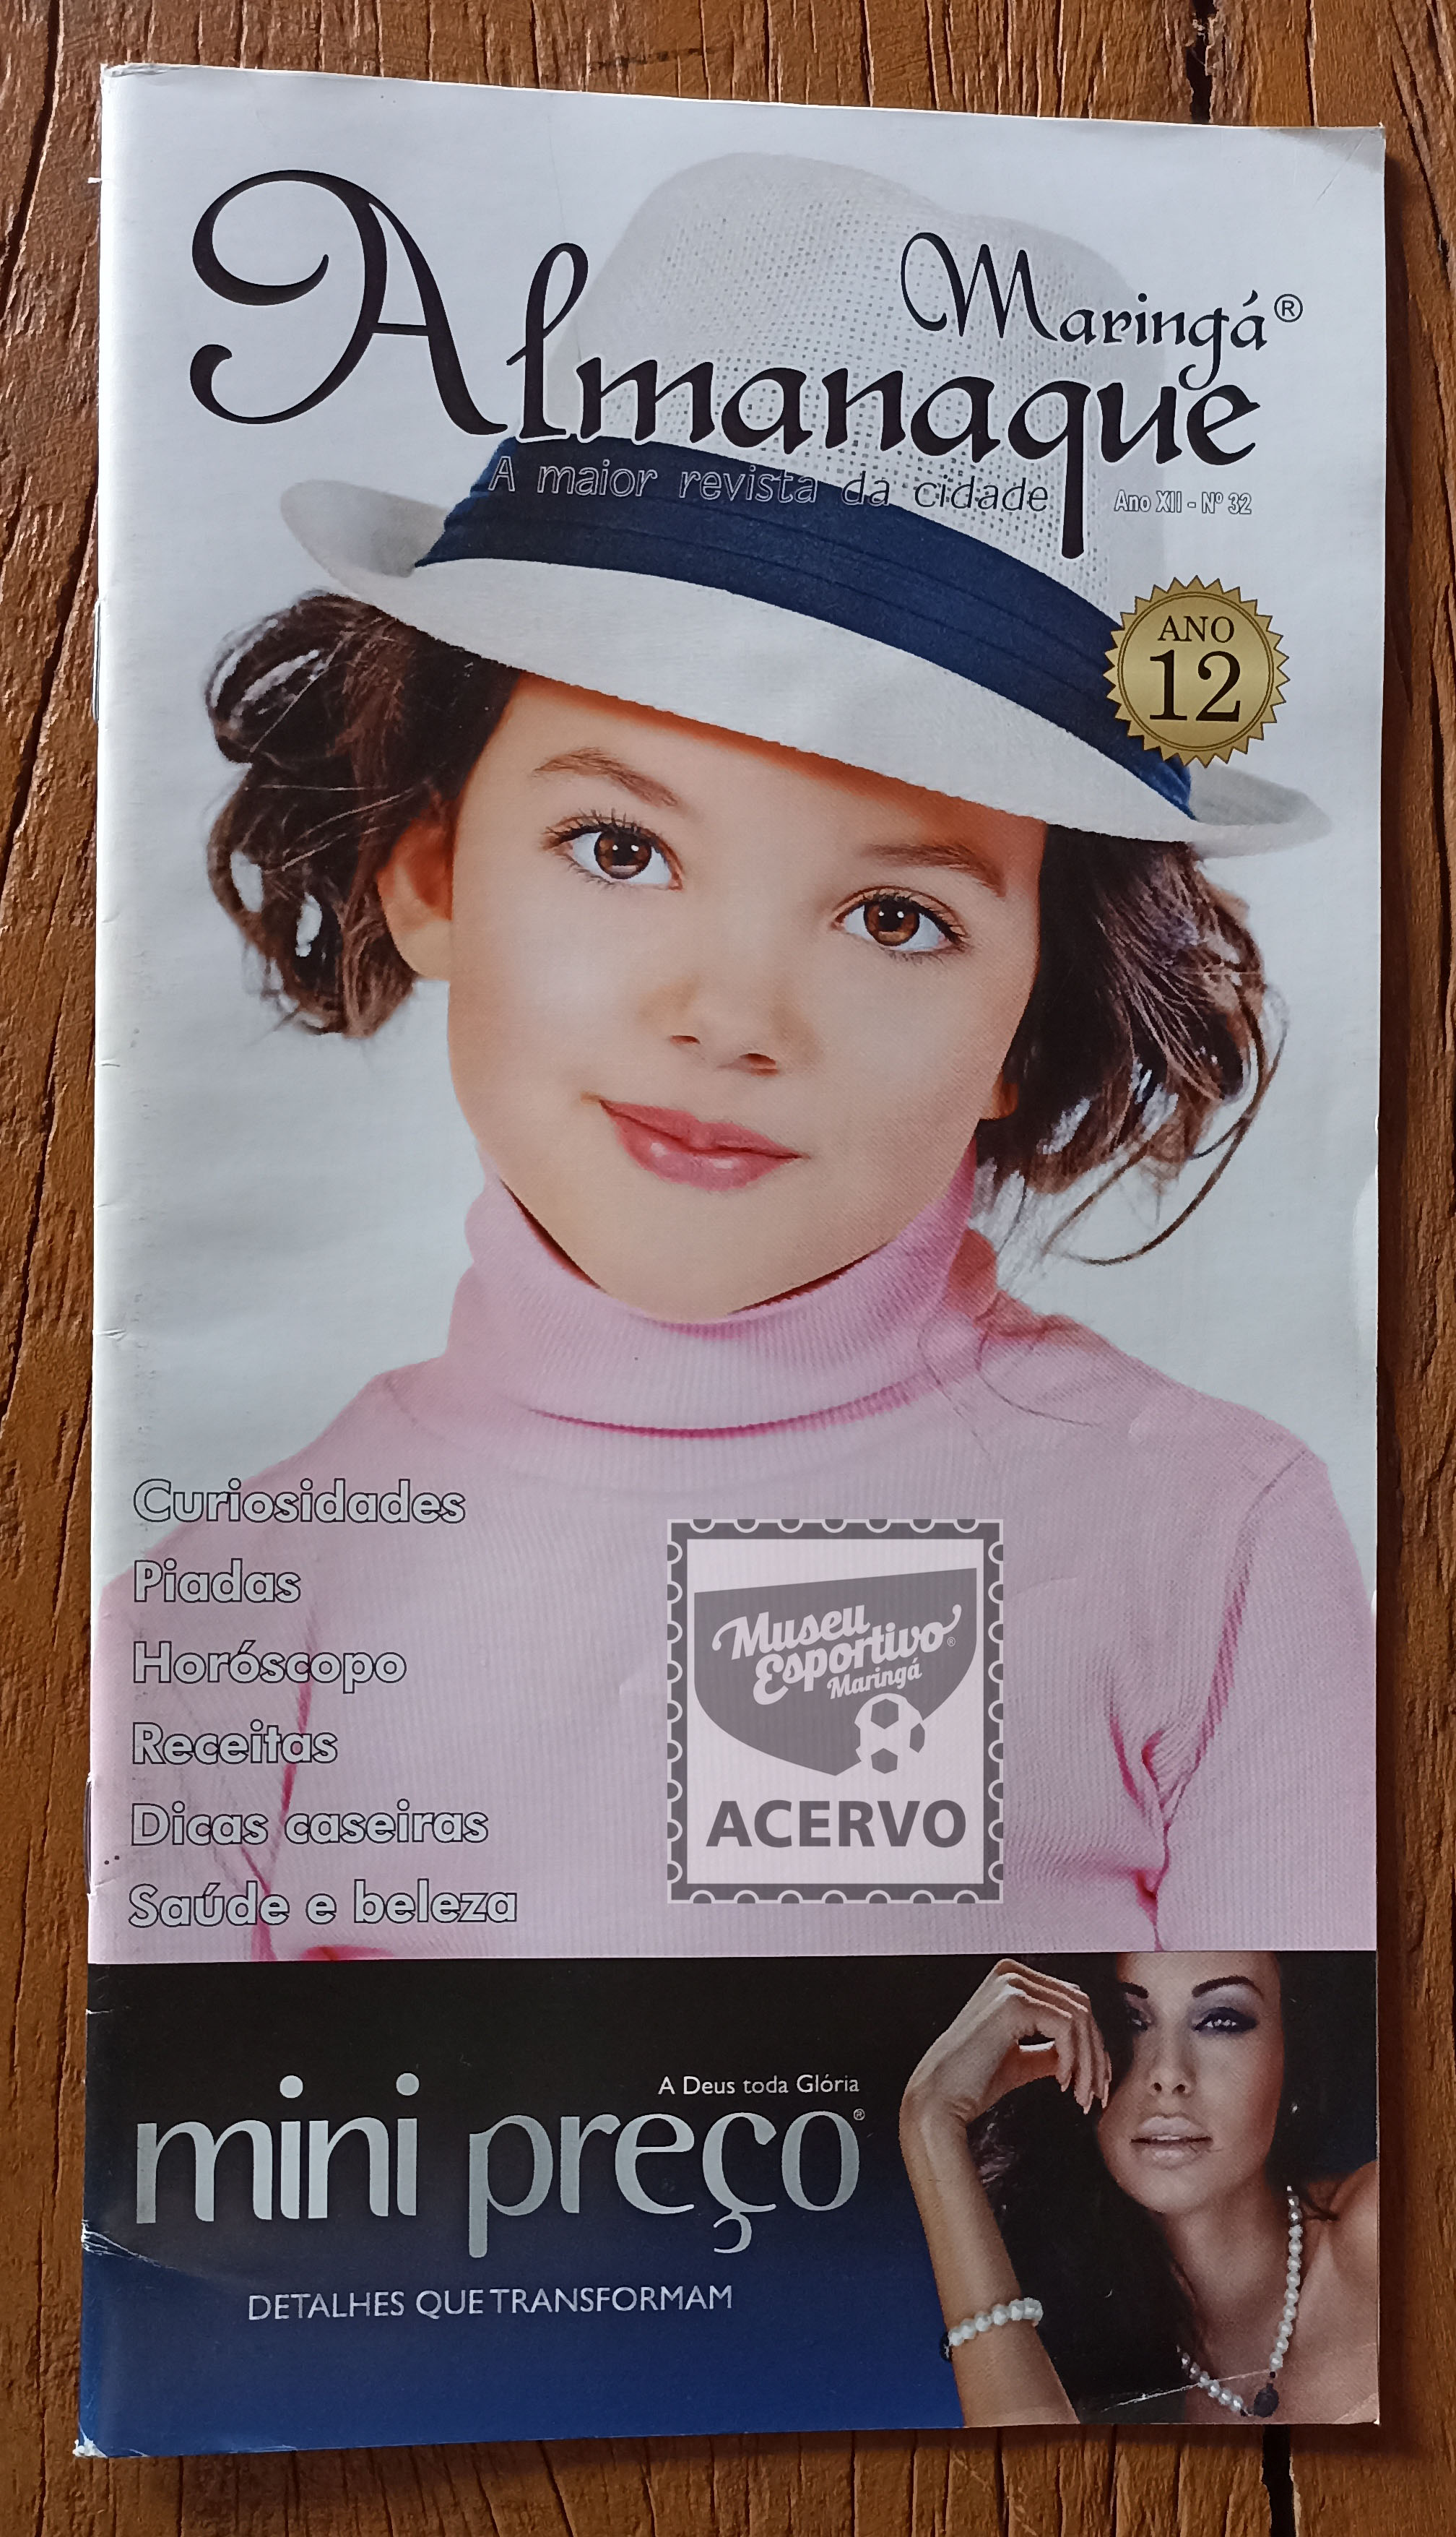 Maringá®
Almanaque
A maior revista da cidade
Ano XII - Nº 32
ANO
12
Curiosidades
Piadas
Horóscopo
Receitas
Dicas caseiras
Saúde e beleza
Museu
Esportivo®
Maringá
ACERVO
A Deus toda Glória
mini preço®
DETALHES QUE TRANSFORMAM